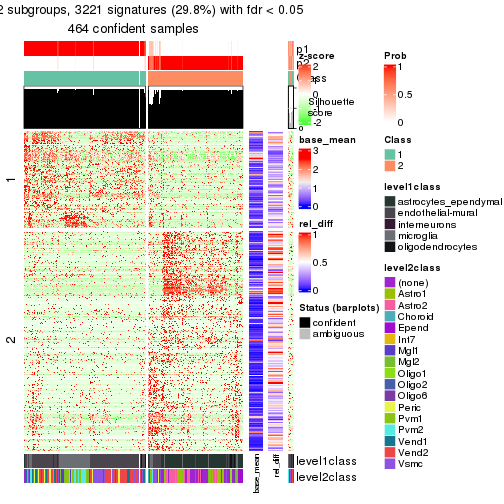 2 subgroups, 3221 signatures (29.8%) with fdr < 0.05
464 confident samples
p1
p2
Class
Silhouette
score
z-score
2
0
-2
base_mean
3
2
1
0
rel_diff
1
0.5
0
Status (barplots)
confident
ambiguous
Prob
1
0.5
0
Class
1
2
level1class
astrocytes_ependymal
endothelial-mural
interneurons
microglia
oligodendrocytes
level2class
(none)
Astro1
Astro2
Choroid
Epend
Int7
Mgl1
Mgl2
Oligo1
Oligo2
Oligo6
Peric
Pvm1
Pvm2
Vend1
Vend2
Vsmc
1
2
base_mean
rel_diff
level1class
level2class